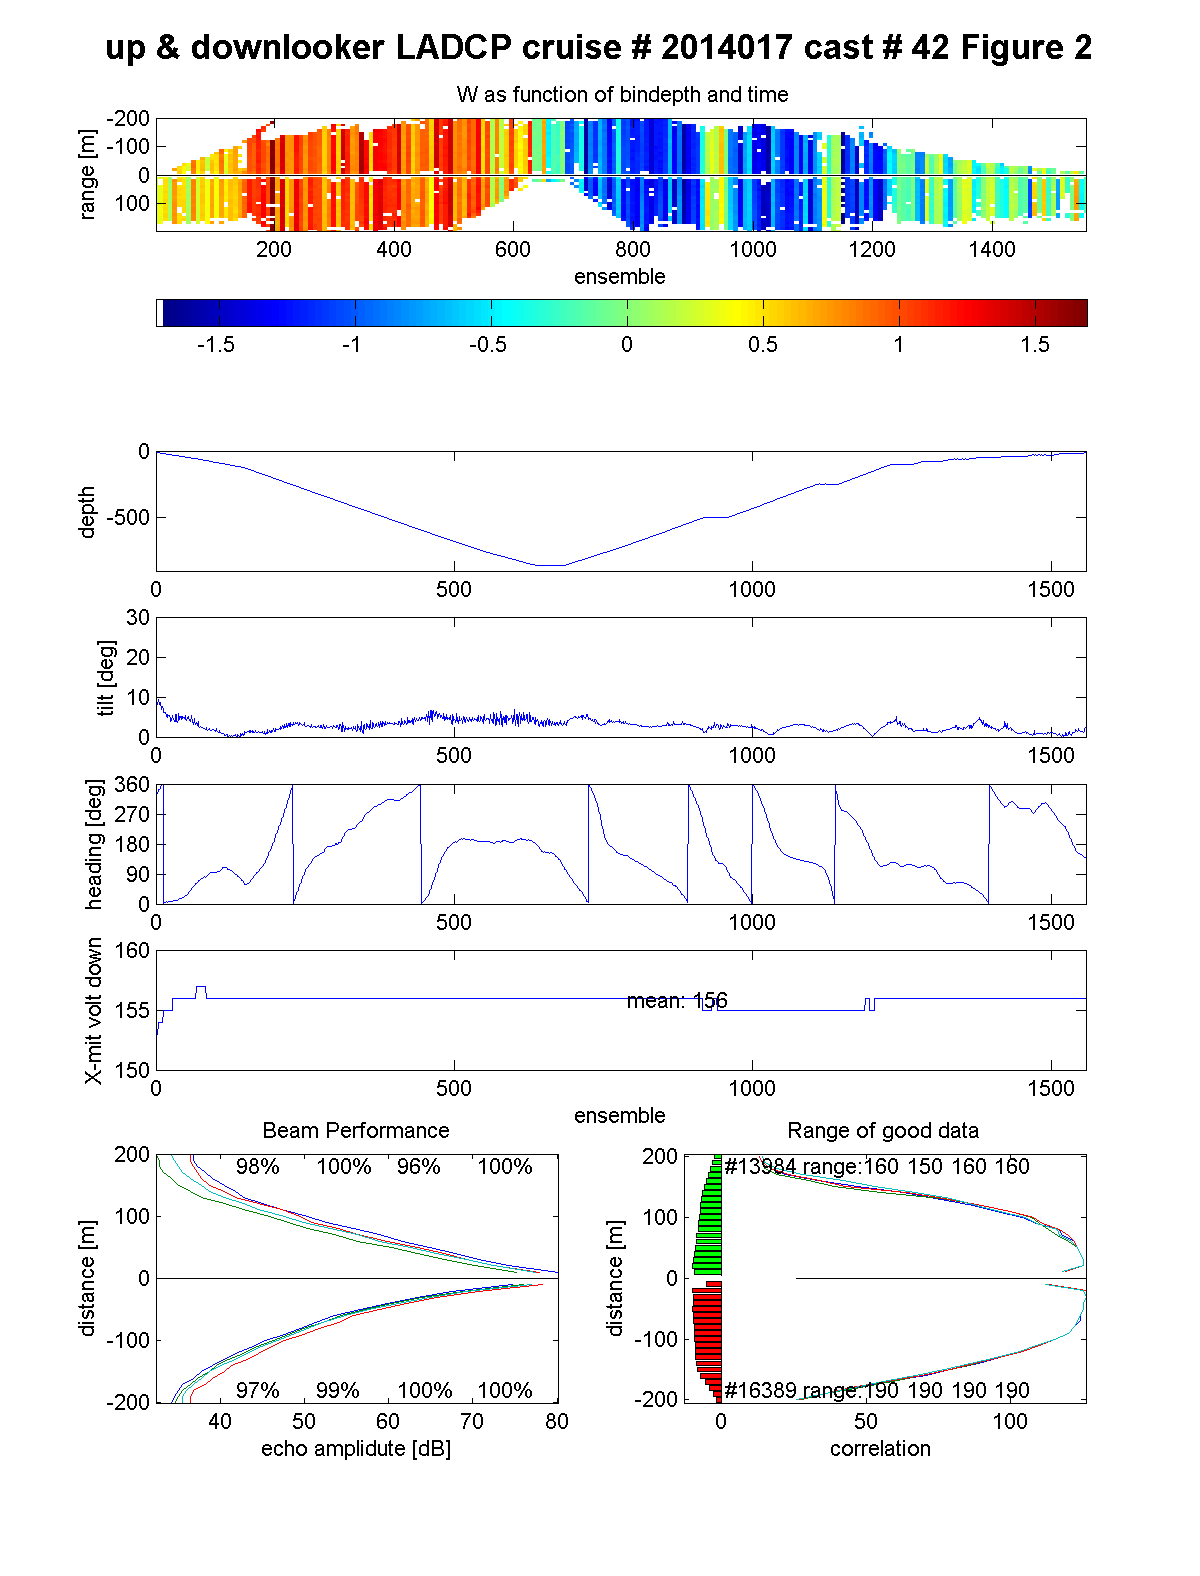 up & downlooker LADCP cruise # 2014017 cast # 42 Figure 2
W as function of bindepth and time
range [m]
-200
-100
0
100
200 400 600 800 1000 1200 1400
ensemble
-1.5 -1 -0.5 0 0.5 1 1.5
depth
0
-500
0 500 1000 1500
tilt [deg]
30
20
10
0
0 500 1000 1500
heading [deg]
360
270
180
90
0
0 500 1000 1500
X-mit volt down
160
155
150
mean: 156
0 500 1000 1500
ensemble
Beam Performance
distance [m] distance [m]
200
100
0
-100
-200
98% 100% 96% 100%
97% 99% 100% 100%
40 50 60 70 80
echo amplidute [dB]
Range of good data
distance [m] distance [m]
200
100
0
-100
-200
#13984 range:160 150 160 160
#16389 range:190 190 190 190
0 50 100
correlation